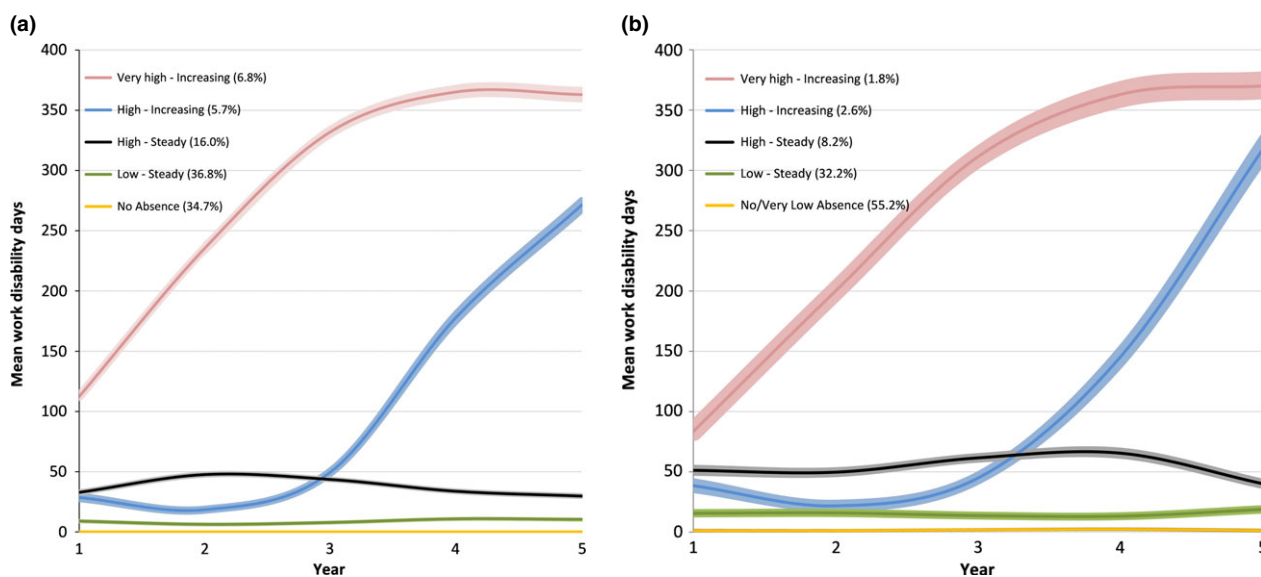 (a)
400
350
300
250
200
150
100
50
0
Mean work disability days
Very high - Increasing (6.8%)
High - Increasing (5.7%)
High - Steady (16.0%)
Low - Steady (36.8%)
No Absence (34.7%)
1 2 3 4 5
Year
(b)
400
350
300
250
200
150
100
50
0
Mean work disability days
Very high - Increasing (1.8%)
High - Increasing (2.6%)
High - Steady (8.2%)
Low - Steady (32.2%)
No/Very Low Absence (55.2%)
1 2 3 4 5
Year